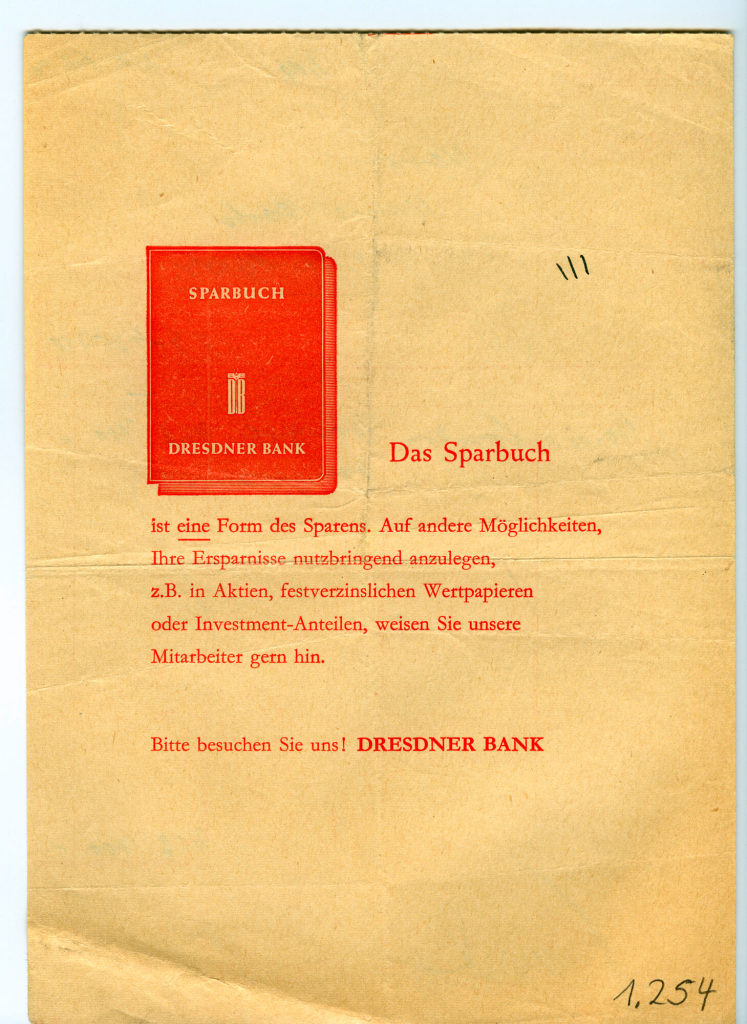 SPARBUCH
DB
DRESDNER BANK
Das Sparbuch
ist eine Form des Sparens. Auf andere Möglichkeiten,
Ihre Ersparnisse nutzbringend anzulegen,
z.B. in Aktien, festverzinslichen Wertpapieren
oder Investment-Anteilen, weisen Sie unsere
Mitarbeiter gern hin.
Bitte besuchen Sie uns! DRESDNER BANK
1.254